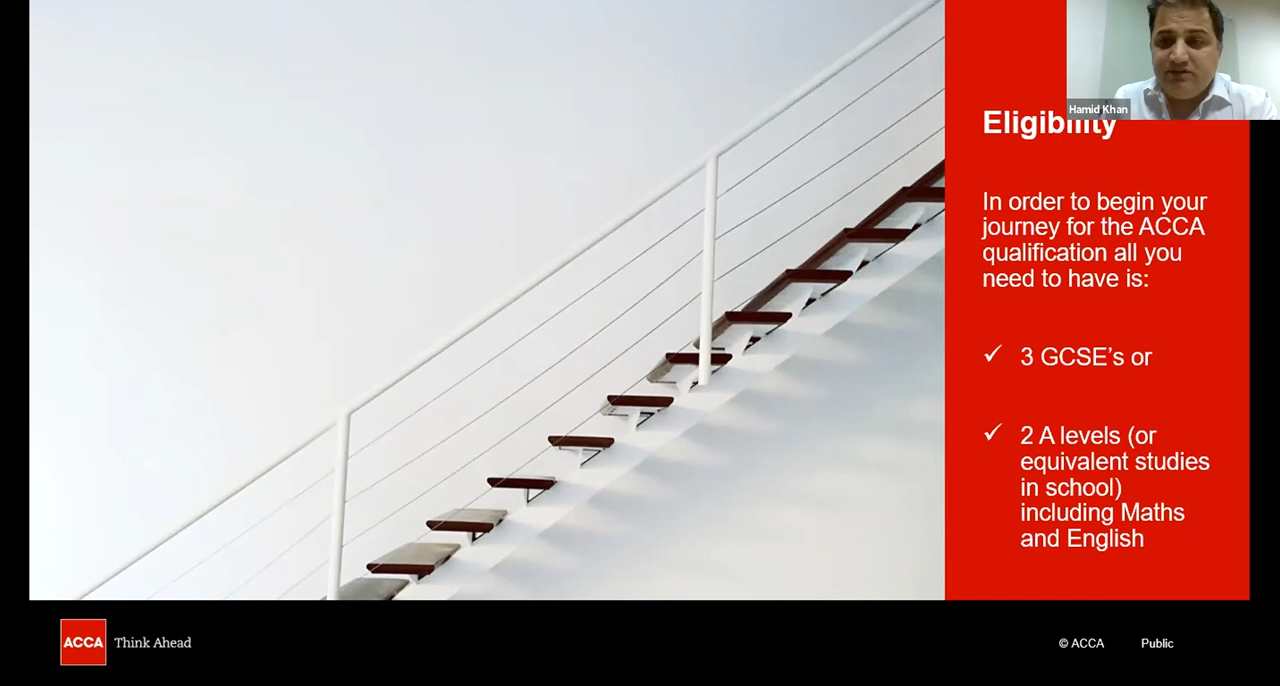 Hamid Khan
Eligibility
In order to begin your
journey for the ACCA
qualification all you
need to have is:
✓ 3 GCSE's or
✓ 2 A levels (or
equivalent studies
in school)
including Maths
and English
ACCA Think Ahead
© ACCA Public